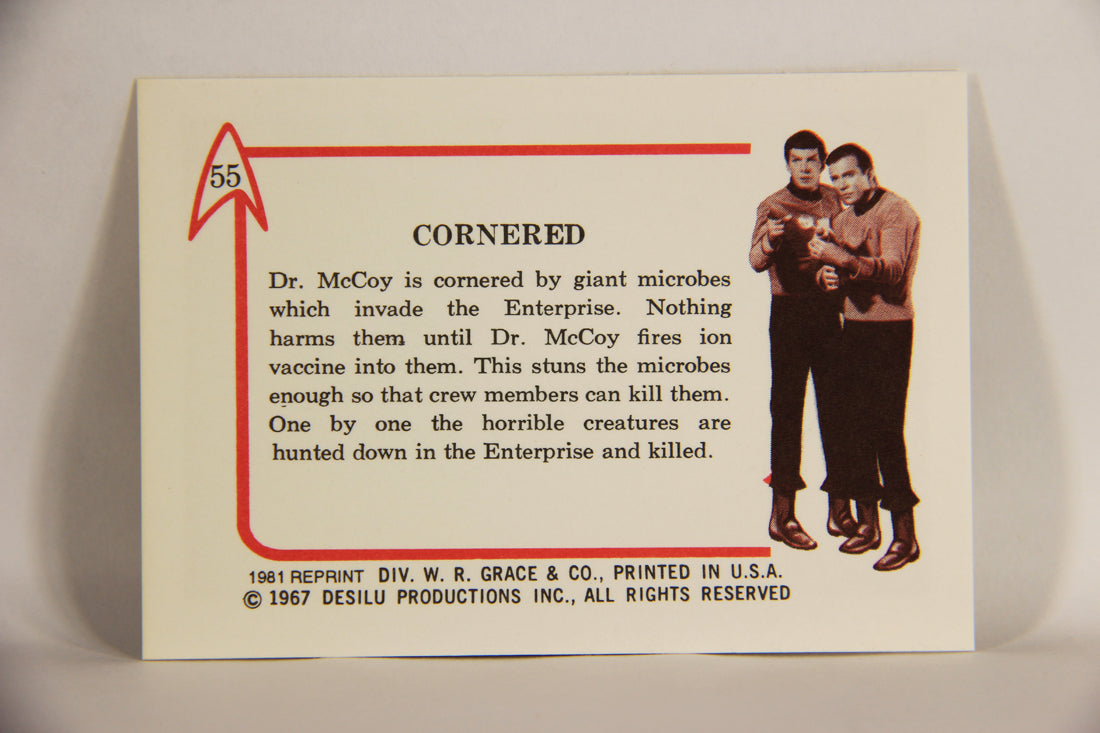 55
CORNERED
Dr. McCoy is cornered by giant microbes
which invade the Enterprise. Nothing
harms them until Dr. McCoy fires ion
vaccine into them. This stuns the microbes
enough so that crew members can kill them.
One by one the horrible creatures are
hunted down in the Enterprise and killed.
1981 REPRINT DIV. W. R. GRACE & CO., PRINTED IN U.S.A.
© 1967 DESILU PRODUCTIONS INC., ALL RIGHTS RESERVED